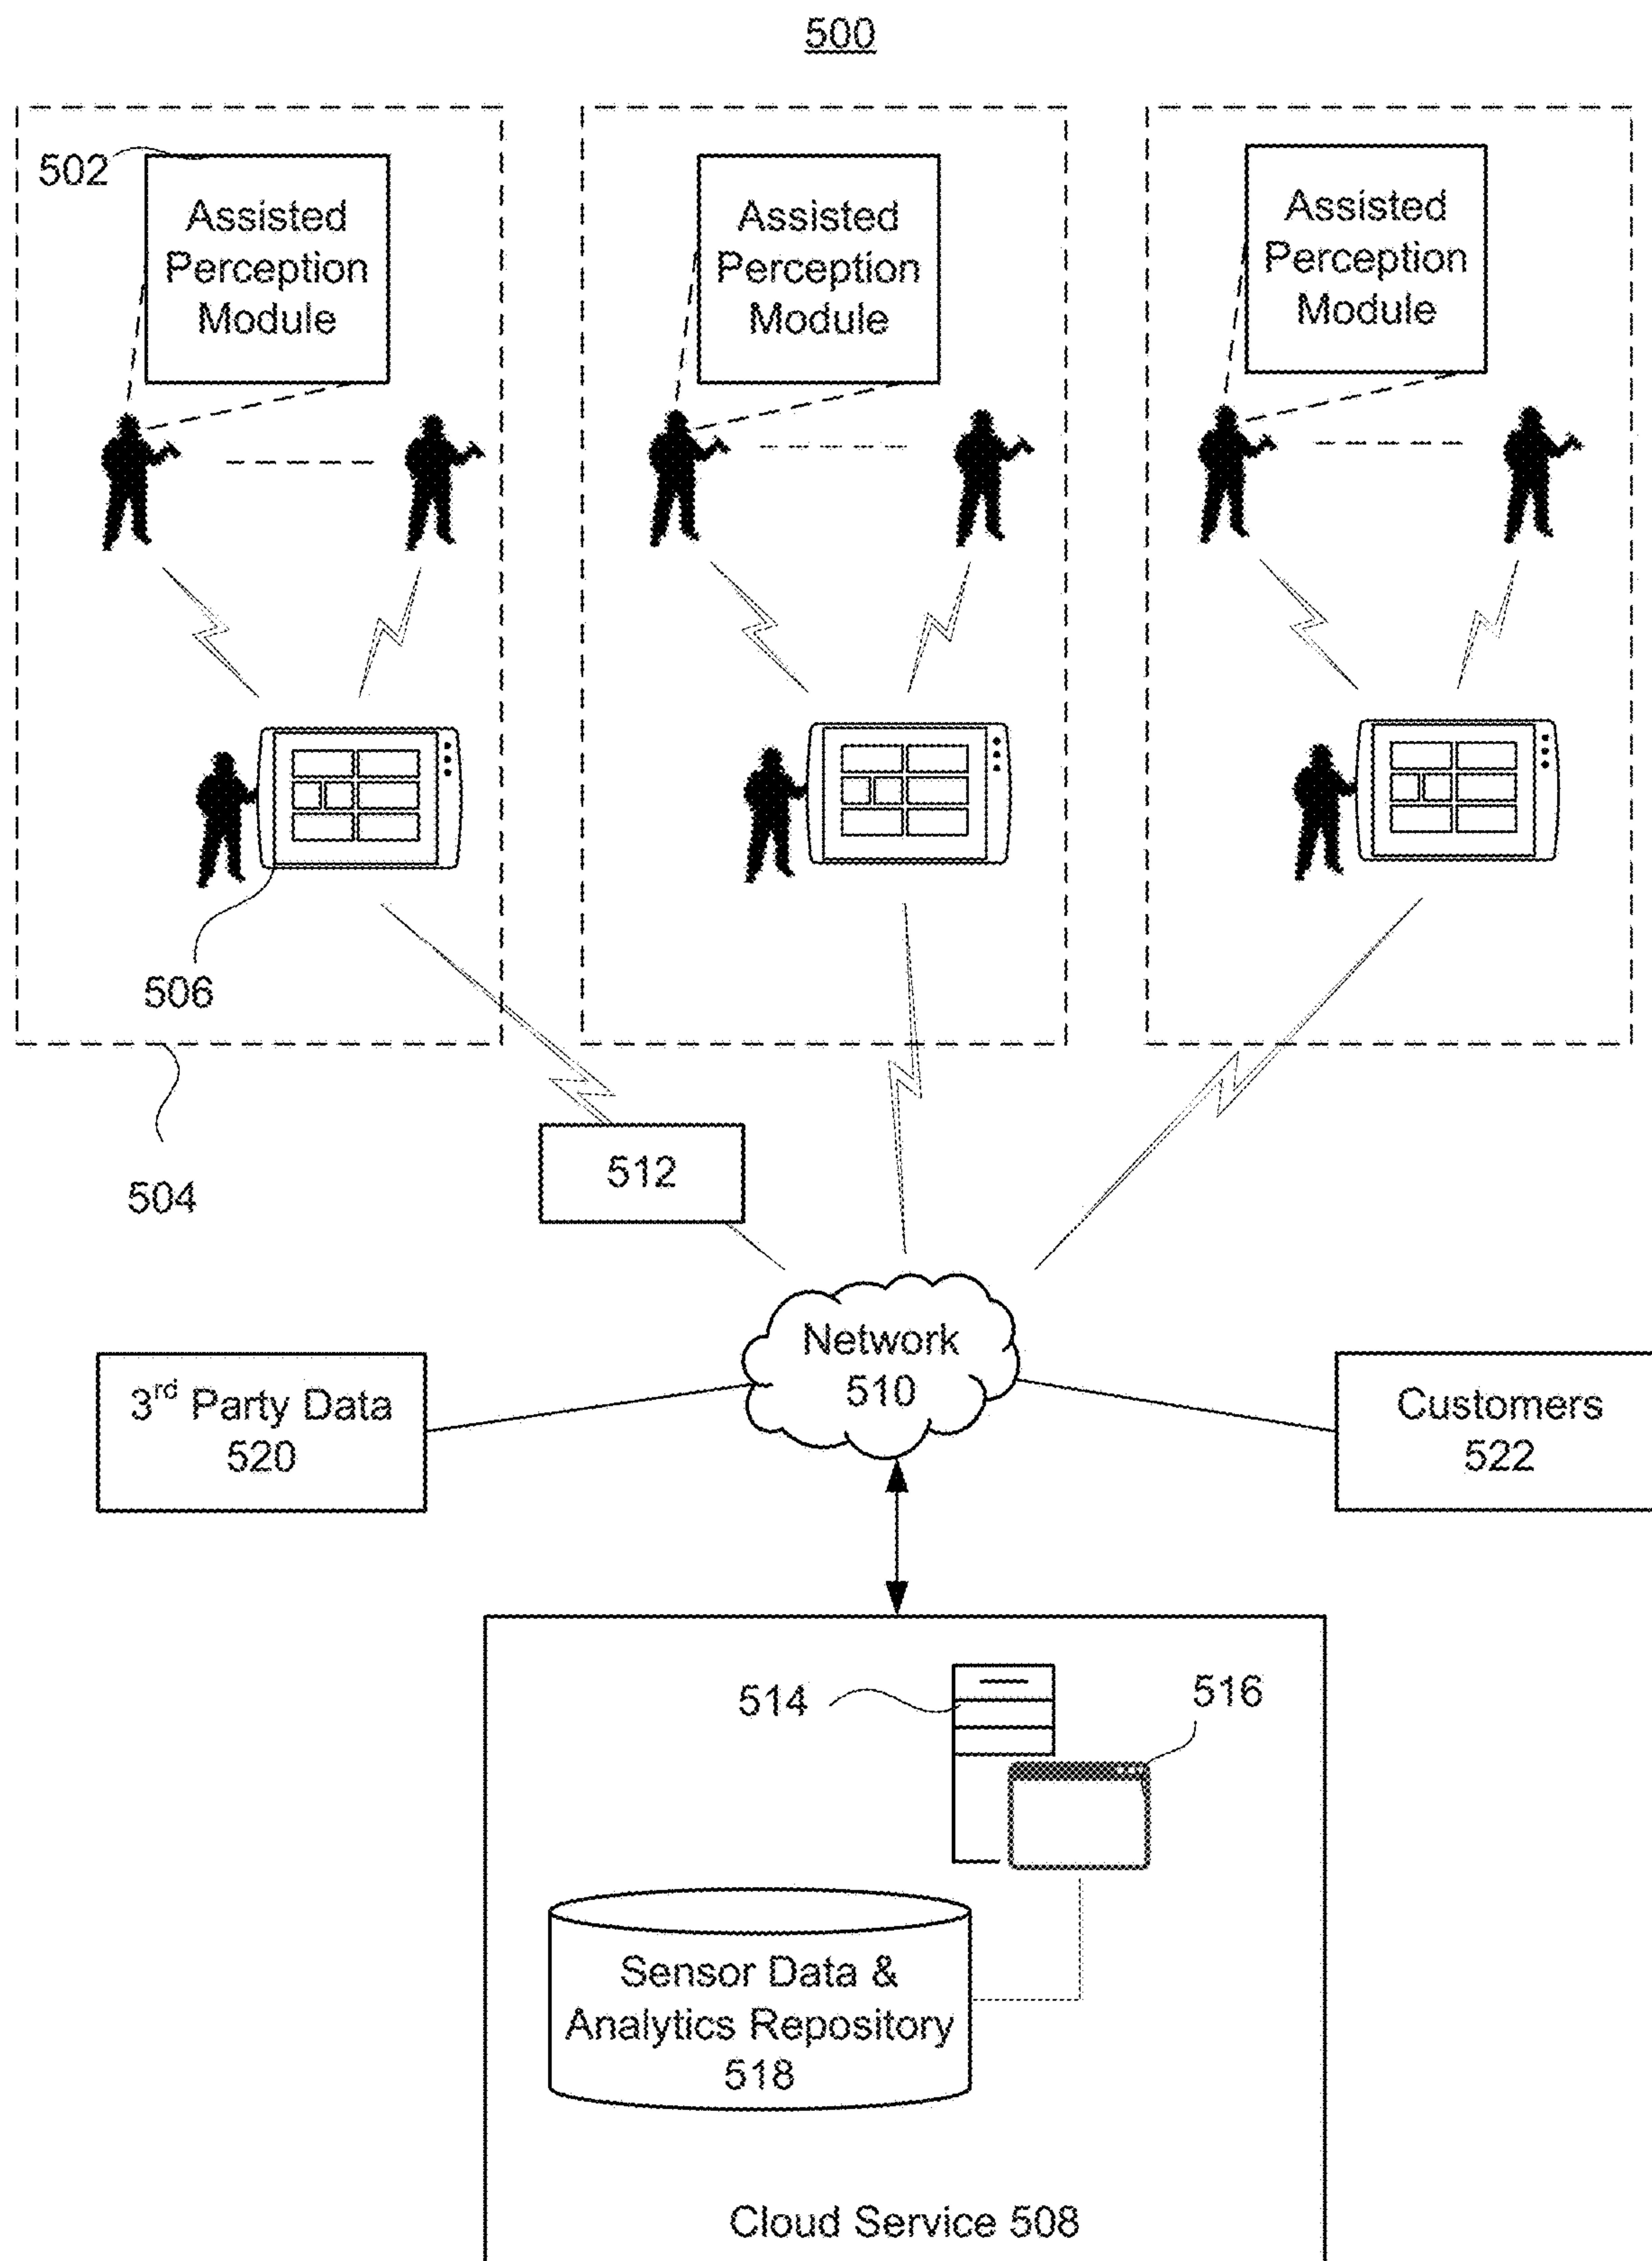 500
502
Assisted
Perception
Module
Assisted
Perception
Module
Assisted
Perception
Module
506
504
512
Network
510
3rd Party Data
520
Customers
522
514
516
Sensor Data &
Analytics Repository
518
Cloud Service 508